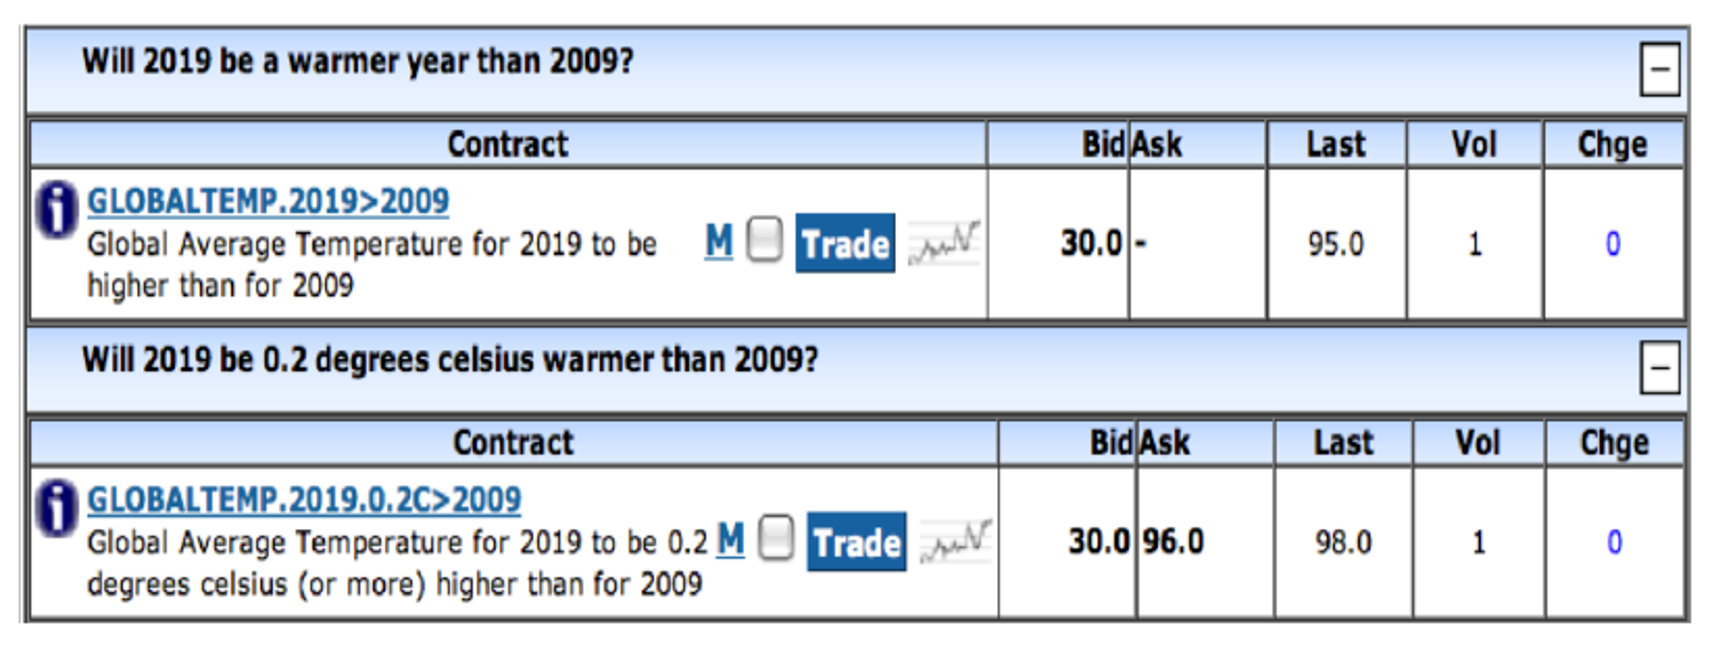 Will 2019 be a warmer year than 2009?
–
Contract Bid Ask Last Vol Chge
i GLOBALTEMP.2019>2009
Global Average Temperature for 2019 to be M Trade 30.0 - 95.0 1 0
higher than for 2009
Will 2019 be 0.2 degrees celsius warmer than 2009?
–
Contract Bid Ask Last Vol Chge
i GLOBALTEMP.2019.0.2C>2009
Global Average Temperature for 2019 to be 0.2 M Trade 30.0 96.0 98.0 1 0
degrees celsius (or more) higher than for 2009